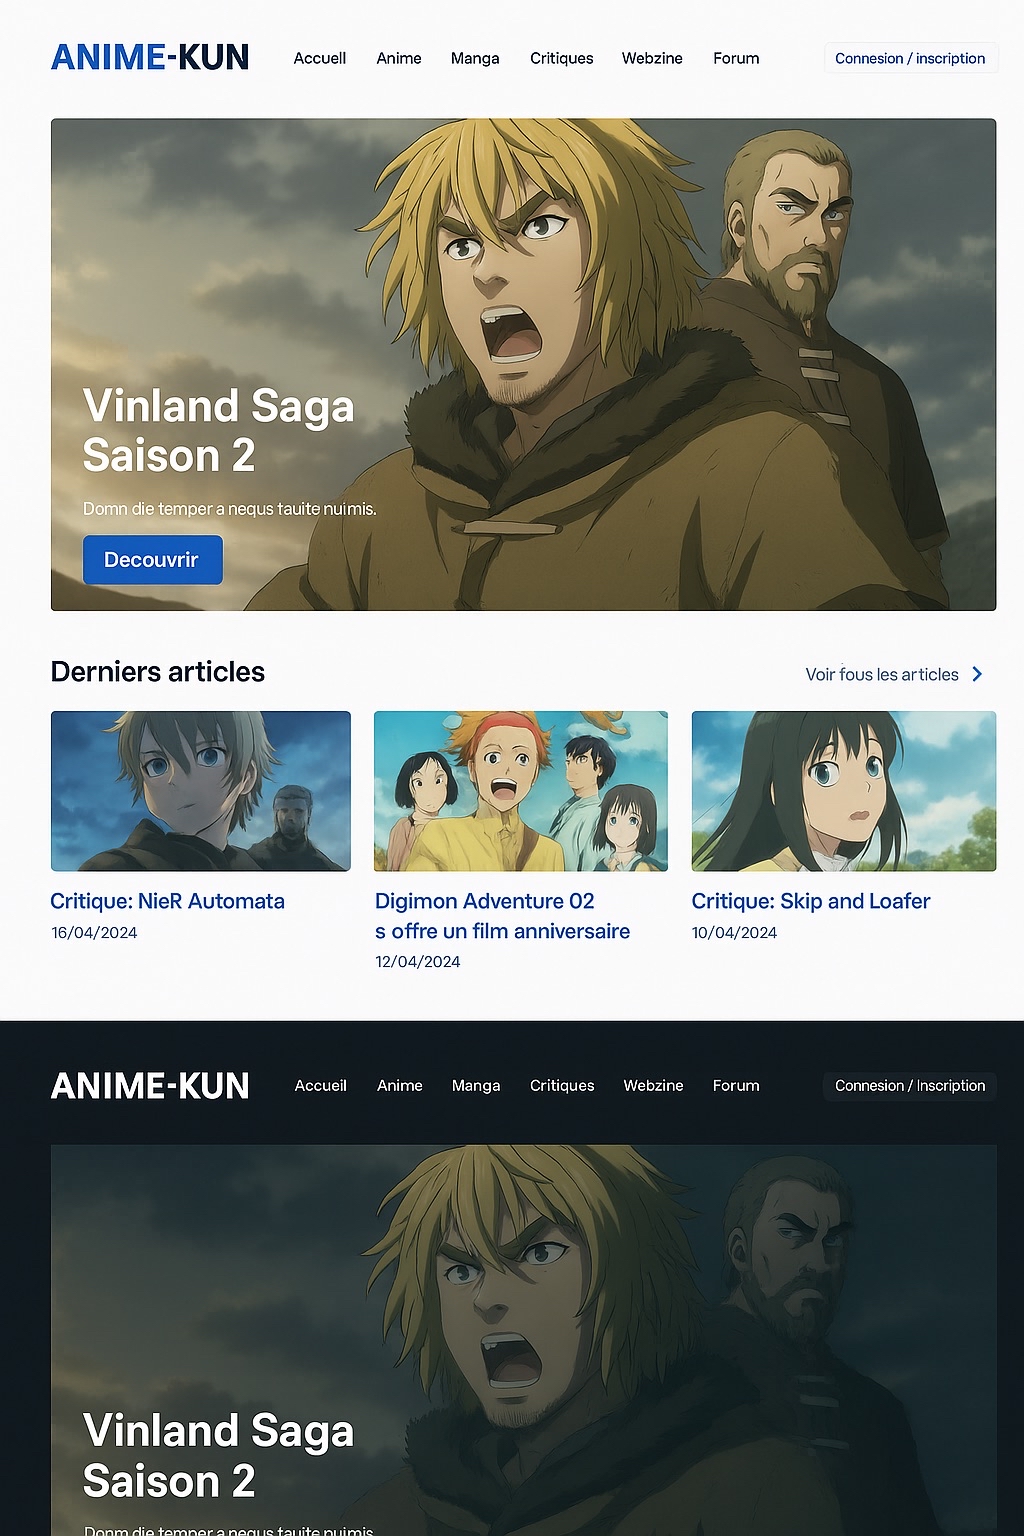 ANIME-KUN
Accuell
Anime
Manga
Critiques
Webzine
Forum
Connesion / inscription
Vinland Saga
Saison 2
Domn die temper a nequs tauite nuimis.
Decouvrir
Derniers articles
Voir fous les articles
Critique: NieR Automata
16/04/2024
Digimon Adventure 02
s offre un film anniversaire
12/04/2024
Critique: Skip and Loafer
10/04/2024
ANIME-KUN
Accueil
Anime
Manga
Critiques
Webzine
Forum
Connesion / Inscription
Vinland Saga
Saison 2
Donm die temper a nequs tauite nuimis